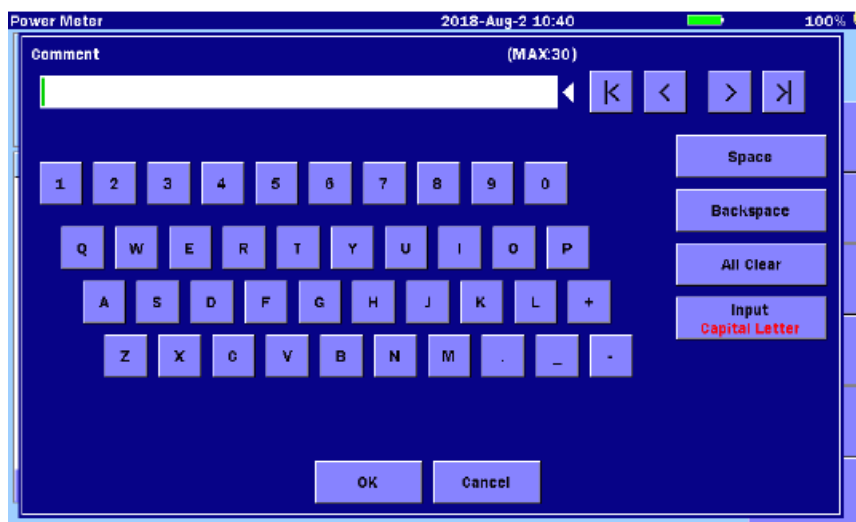 Power Meter 2018-Aug-2 10:40 100%
Comment (MAX:30)
|< < > >|
Space
1 2 3 4 5 6 7 8 9 0
Backspace
Q W E R T Y U I O P
All Clear
A S D F G H J K L +
Input
Capital Letter
Z X C V B N M . _ -
OK Cancel